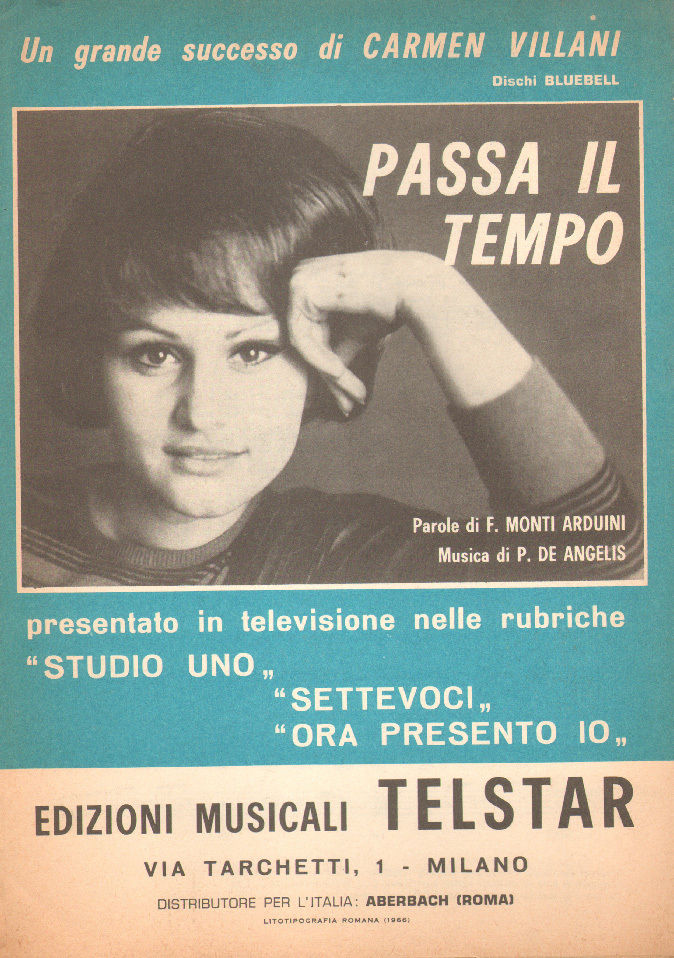 Un grande successo di CARMEN VILLANI
Dischi BLUEBELL
PASSA IL
TEMPO
Parole di F. MONTI ARDUINI
Musica di P. DE ANGELIS
presentato in televisione nelle rubriche
“STUDIO UNO„
“SETTEVOCI„
“ORA PRESENTO IO„
EDIZIONI MUSICALI TELSTAR
VIA TARCHETTI, 1 - MILANO
DISTRIBUTORE PER L'ITALIA: ABERBACH (ROMA)
LITOTIPOGRAFIA ROMANA (1966)